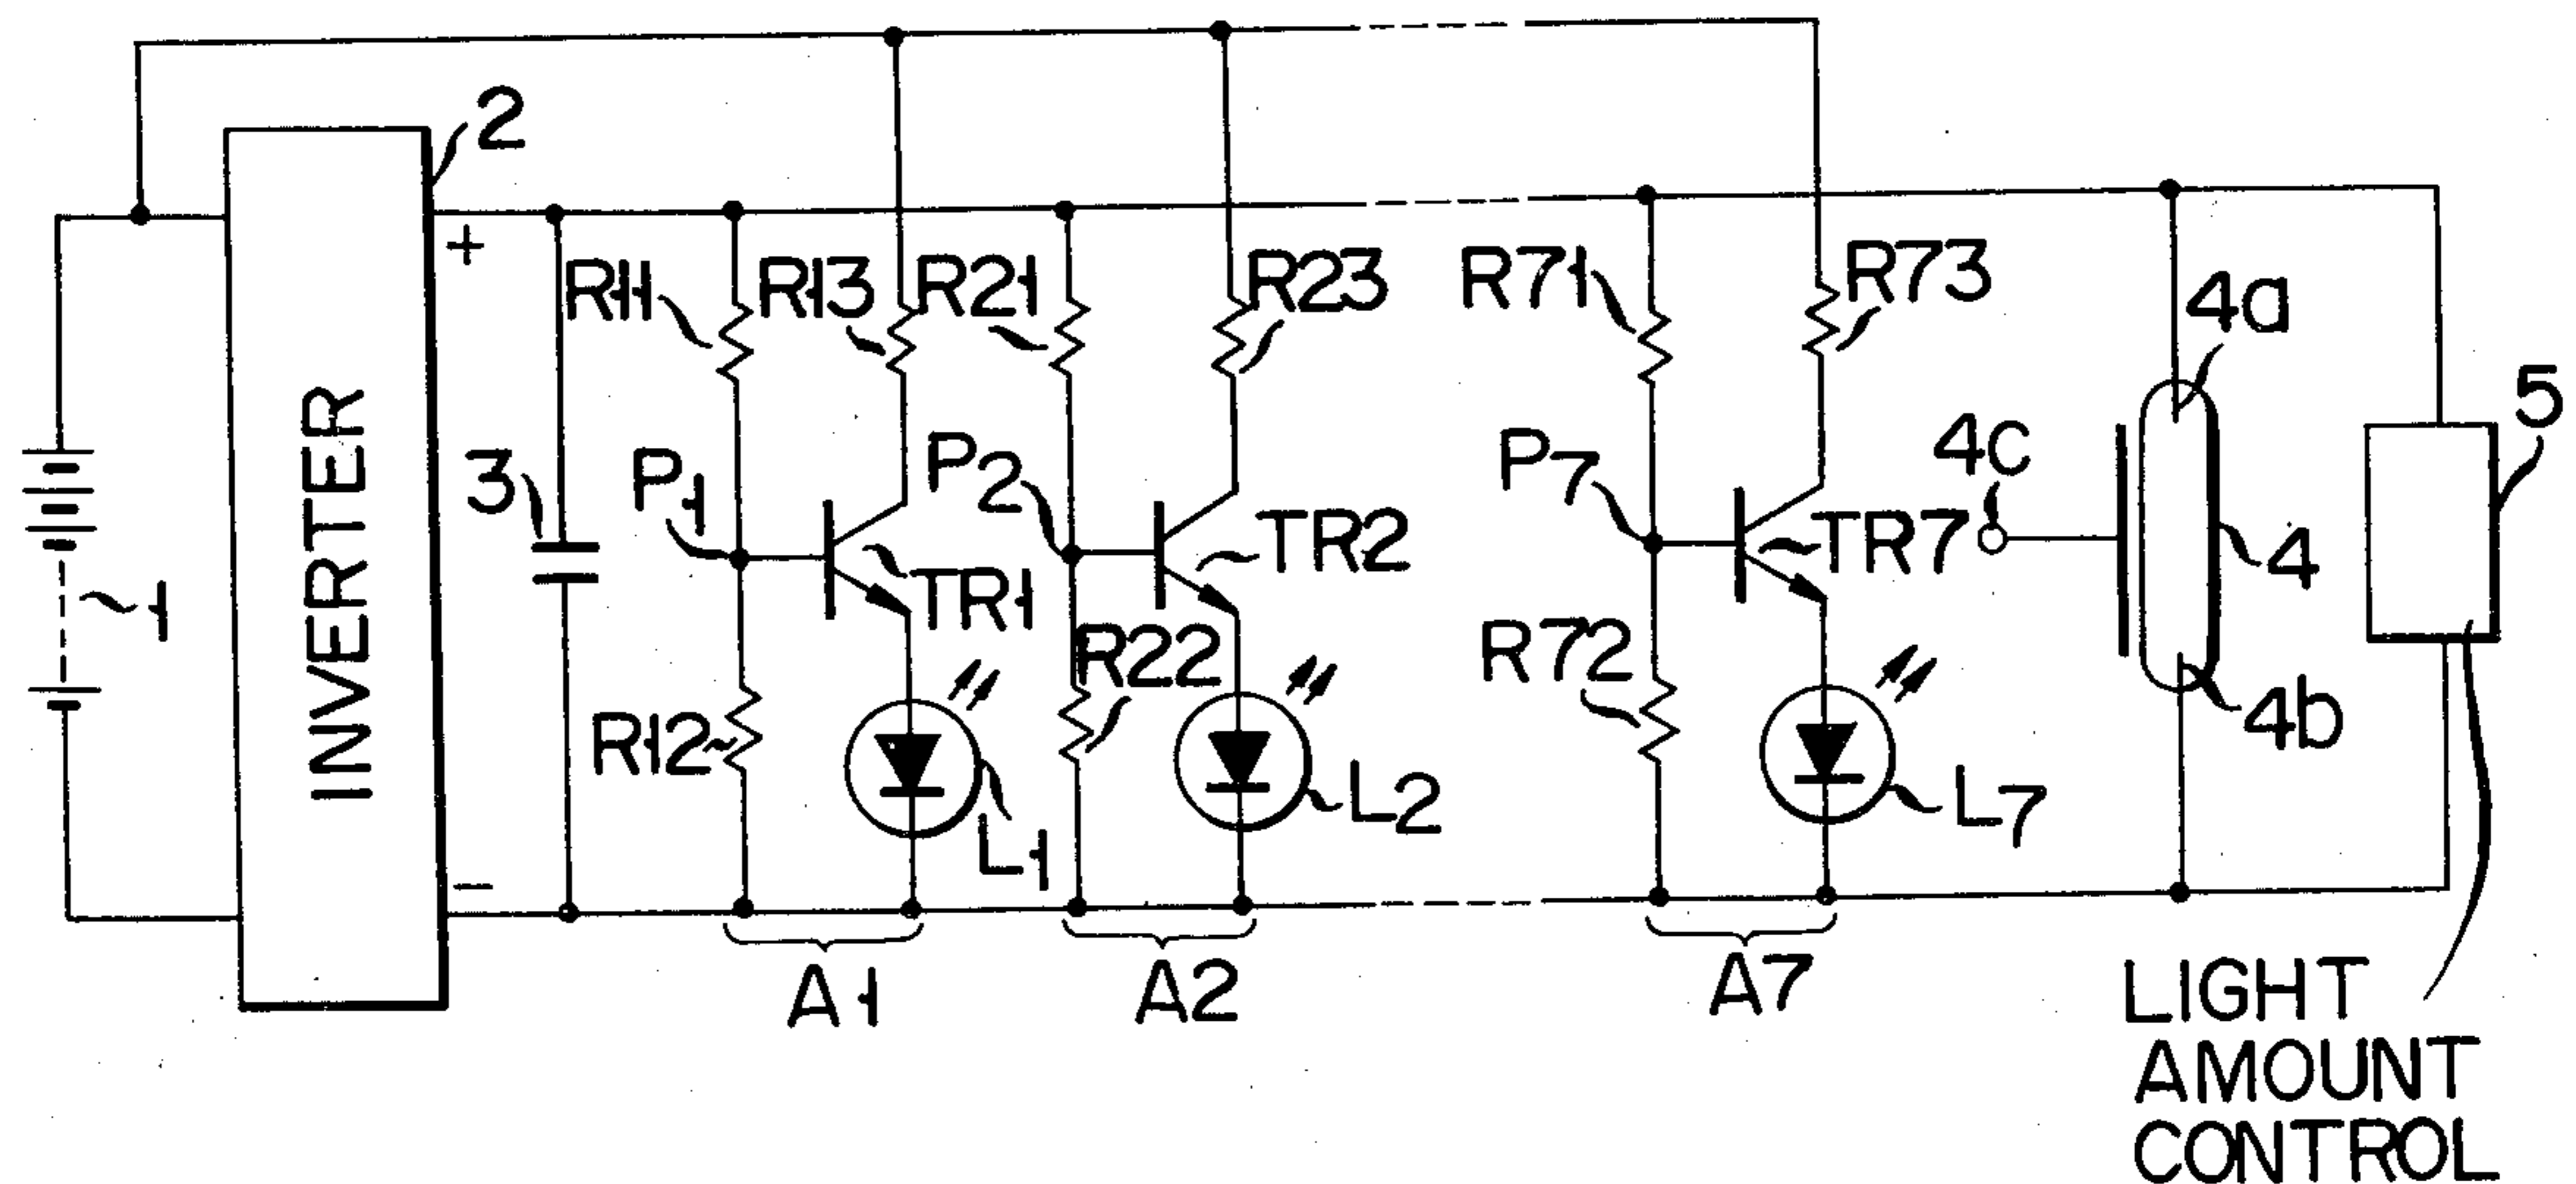 2
+
R11
R13
R21
R23
R71
R73
4a
5
INVERTER
3
P1
P2
P7
4c
1
TR1
TR2
TR7
4
R12
R22
R72
4b
L1
L2
L7
−
A1
A2
A7
LIGHT
AMOUNT
CONTROL